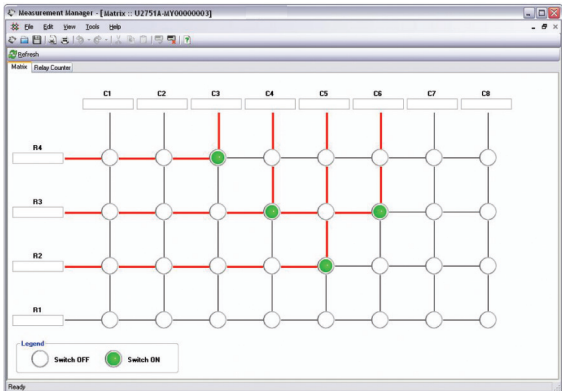 Measurement Manager - [Matrix :: U2751A-MY00000003]
File Edit View Tools Help
Refresh
Matrix Relay Counter
C1 C2 C3 C4 C5 C6 C7 C8
R4
R3
R2
R1
Legend
Switch OFF Switch ON
Ready